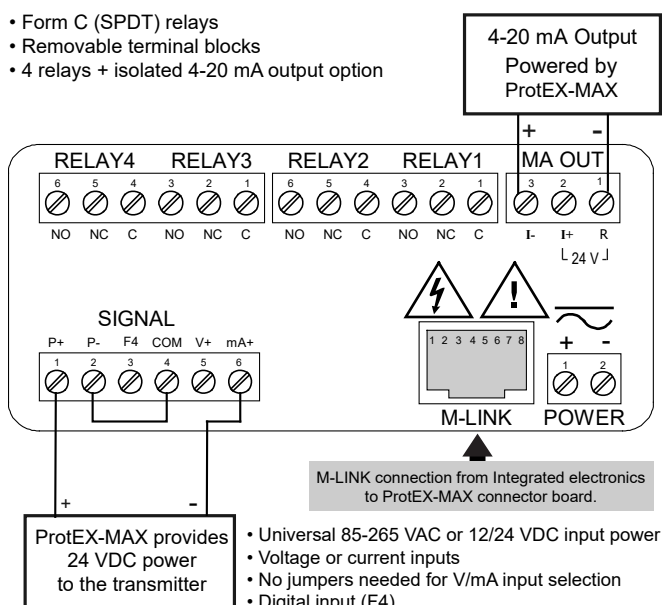 • Form C (SPDT) relays
• Removable terminal blocks
• 4 relays + isolated 4-20 mA output option
4-20 mA Output
Powered by
ProtEX-MAX
+ -
RELAY4 RELAY3 RELAY2 RELAY1 MA OUT
6 5 4 3 2 1 6 5 4 3 2 1 3 2 1
NO NC C NO NC C NO NC C NO NC C I- I+ R
24 V
SIGNAL
P+ P- F4 COM V+ mA+
1 2 3 4 5 6
!
1 2 3 4 5 6 7 8
+ -
1 2
M-LINK POWER
M-LINK connection from Integrated electronics
to ProtEX-MAX connector board.
+ -
ProtEX-MAX provides
24 VDC power
to the transmitter
• Universal 85-265 VAC or 12/24 VDC input power
• Voltage or current inputs
• No jumpers needed for V/mA input selection
• Digital input (F4)